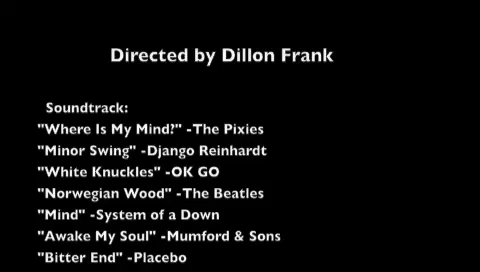 Directed by Dillon Frank
Soundtrack:
"Where Is My Mind?" -The Pixies
"Minor Swing" -Django Reinhardt
"White Knuckles" -OK GO
"Norwegian Wood" -The Beatles
"Mind" -System of a Down
"Awake My Soul" -Mumford & Sons
"Bitter End" -Placebo